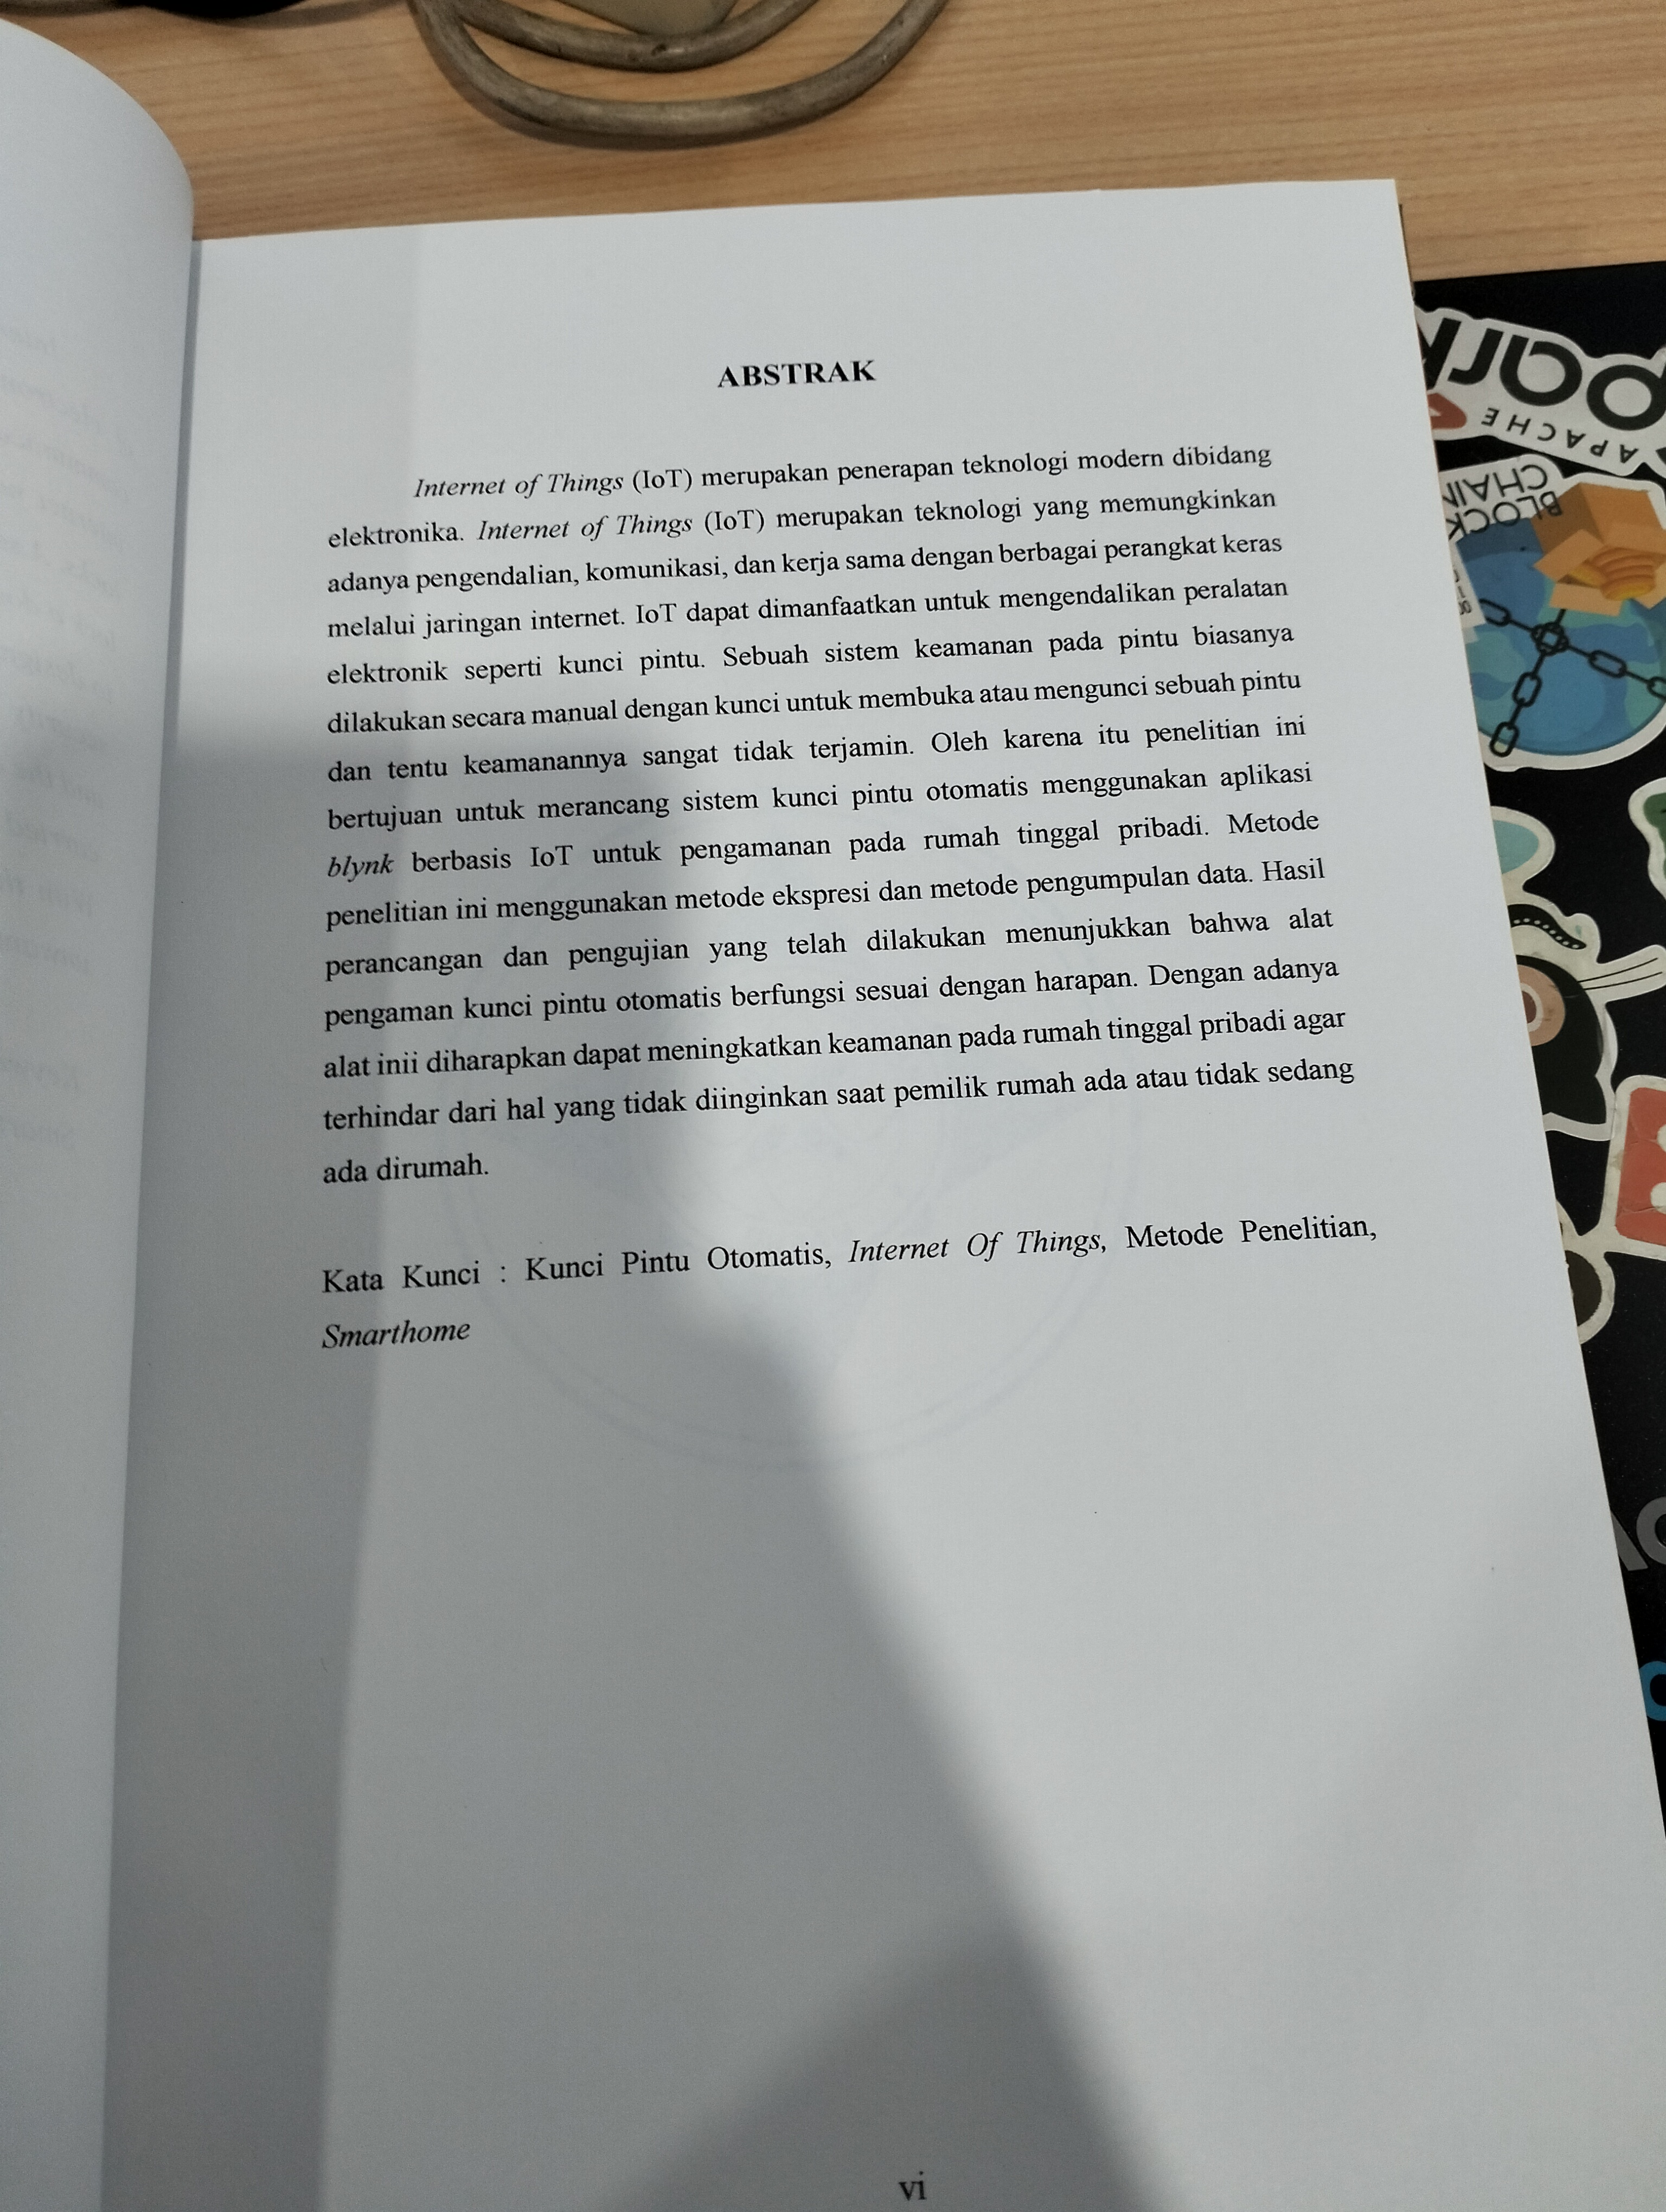 ABSTRAK
Internet of Things (IoT) merupakan penerapan teknologi modern dibidang
elektronika. Internet of Things (IoT) merupakan teknologi yang memungkinkan
adanya pengendalian, komunikasi, dan kerja sama dengan berbagai perangkat keras
melalui jaringan internet. IoT dapat dimanfaatkan untuk mengendalikan peralatan
elektronik seperti kunci pintu. Sebuah sistem keamanan pada pintu biasanya
dilakukan secara manual dengan kunci untuk membuka atau mengunci sebuah pintu
dan tentu keamanannya sangat tidak terjamin. Oleh karena itu penelitian ini
bertujuan untuk merancang sistem kunci pintu otomatis menggunakan aplikasi
blynk berbasis IoT untuk pengamanan pada rumah tinggal pribadi. Metode
penelitian ini menggunakan metode ekspresi dan metode pengumpulan data. Hasil
perancangan dan pengujian yang telah dilakukan menunjukkan bahwa alat
pengaman kunci pintu otomatis berfungsi sesuai dengan harapan. Dengan adanya
alat inii diharapkan dapat meningkatkan keamanan pada rumah tinggal pribadi agar
terhindar dari hal yang tidak diinginkan saat pemilik rumah ada atau tidak sedang
ada dirumah.
Kata Kunci : Kunci Pintu Otomatis, Internet Of Things, Metode Penelitian,
Smarthome
vi
APACHE
BLOCK
CHAIN